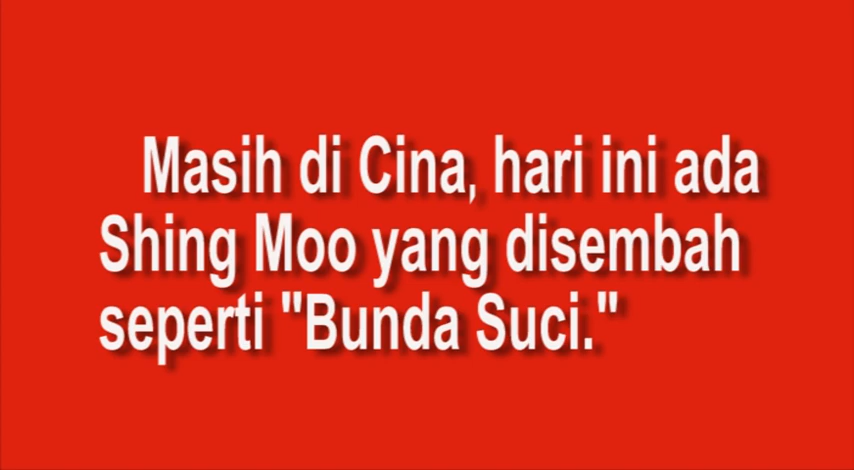 Masih di Cina, hari ini ada
Shing Moo yang disembah
seperti "Bunda Suci."